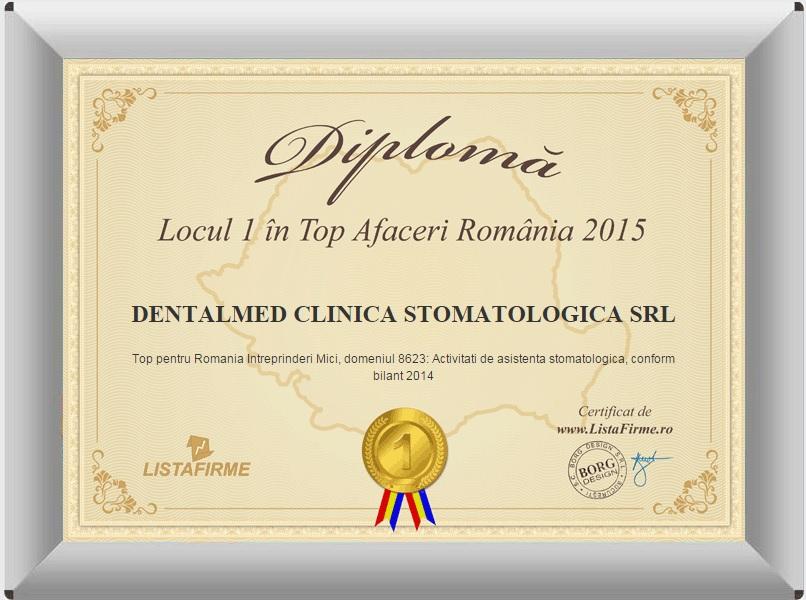 Diplomă
Locul 1 în Top Afaceri România 2015
DENTALMED CLINICA STOMATOLOGICA SRL
Top pentru Romania Intreprinderi Mici, domeniul 8623: Activitati de asistenta stomatologica, conform
bilant 2014
Certificat de
www.ListaFirme.ro
1
LISTAFIRME
S.C. BORG DESIGN S.R.L.
BORG
DESIGN
BUCUREȘTI